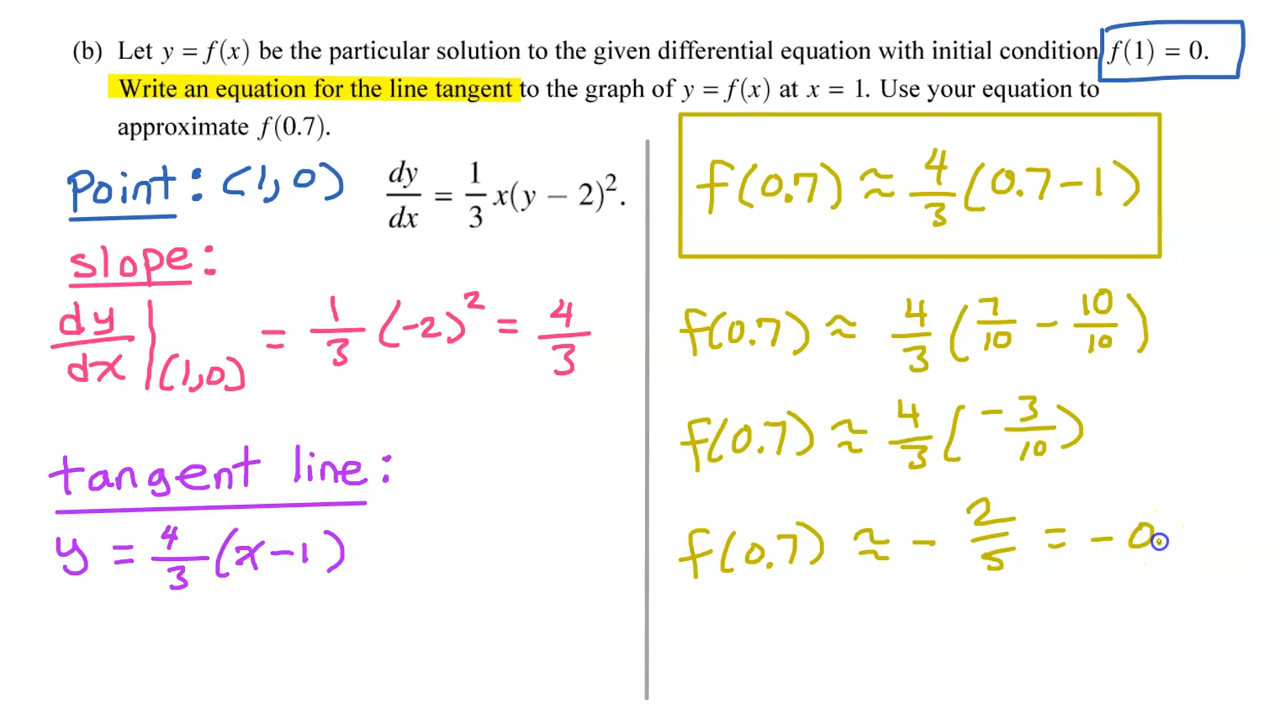 (b) Let y = f(x) be the particular solution to the given differential equation with initial condition f(1) = 0.
Write an equation for the line tangent to the graph of y = f(x) at x = 1. Use your equation to
approximate f(0.7).
Point: (1,0)
dy/dx = 1/3 x(y − 2)².
slope:
dy/dx |(1,0) = 1/3 (-2)² = 4/3
tangent line:
y = 4/3 (x-1)
f(0.7) ≈ 4/3 (0.7-1)
f(0.7) ≈ 4/3 (7/10 - 10/10)
f(0.7) ≈ 4/3 (-3/10)
f(0.7) ≈ - 2/5 = - 0.